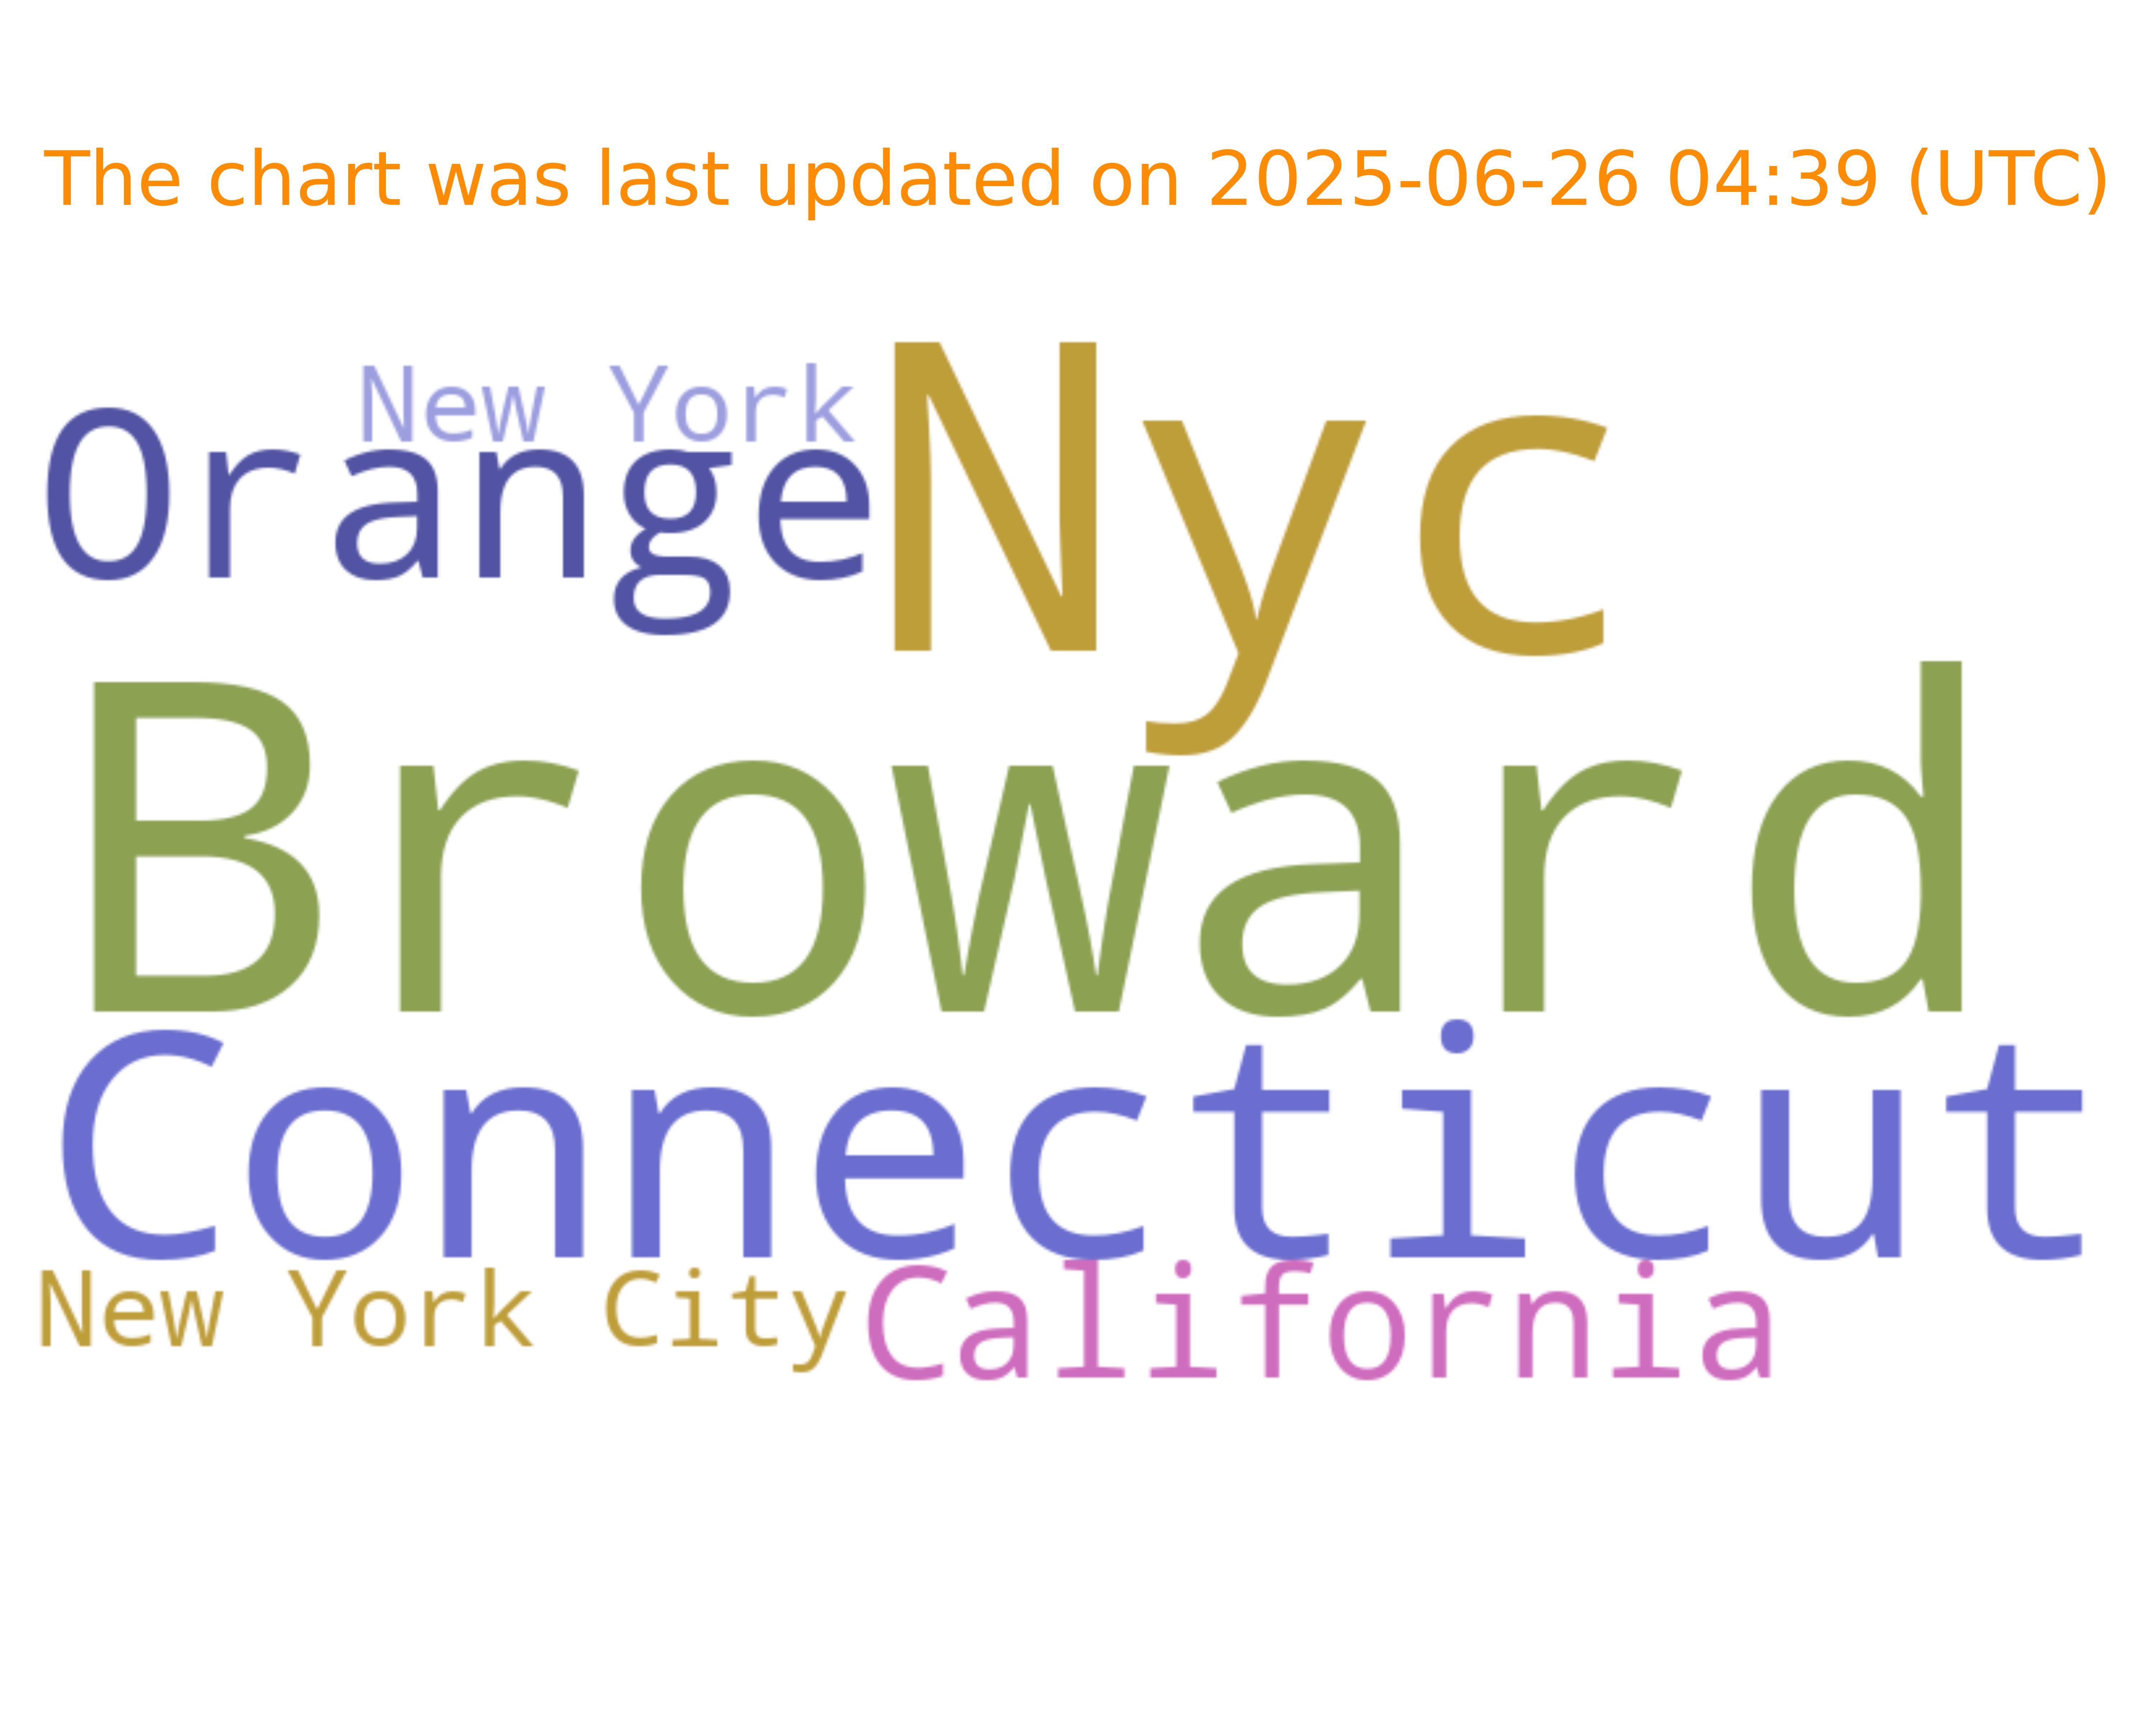 The chart was last updated on 2025-06-26 04:39 (UTC)
New York
Orange
Nyc
Broward
Connecticut
New York City
California